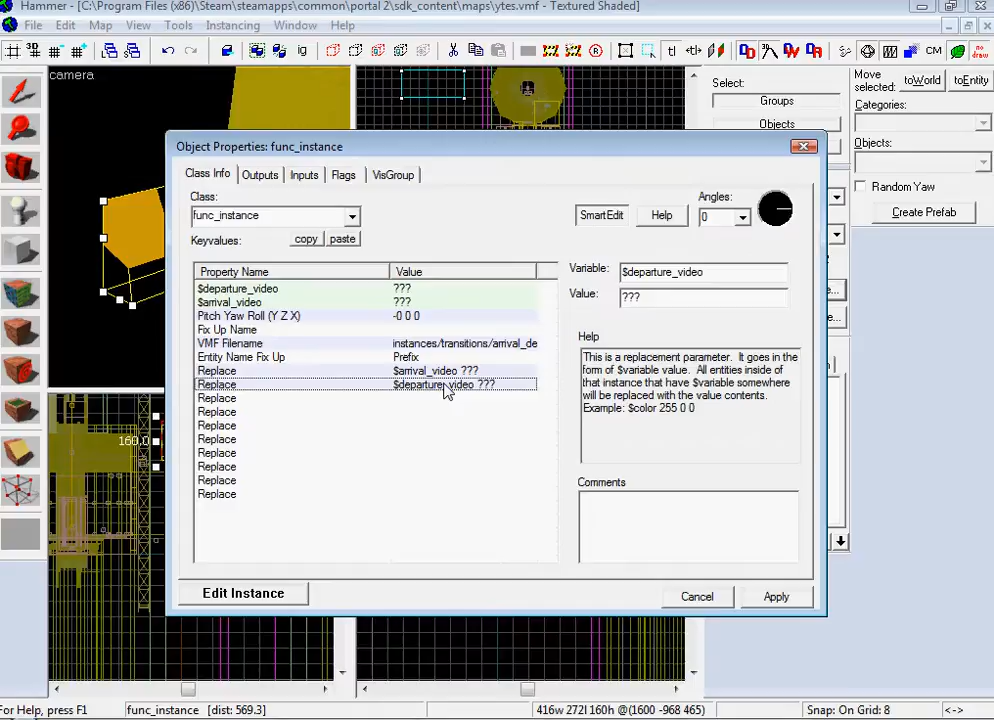 Hammer - [C:\Program Files (x86)\Steam\steamapps\common\portal 2\sdk_content\maps\ytes.vmf - Textured Shaded]
File Edit Map View Tools Instancing Window Help
ig tl CM no draw
camera
Select:
Groups
Objects
Move selected:
toWorld toEntity
Categories:
Objects:
Random Yaw
Create Prefab
160.0
Object Properties: func_instance
Class Info Outputs Inputs Flags VisGroup
Class:
func_instance
SmartEdit Help
Angles:
0
Keyvalues: copy paste
Property Name Value
$departure_video ???
$arrival_video ???
Pitch Yaw Roll (Y Z X) -0 0 0
Fix Up Name
VMF Filename instances/transitions/arrival_de
Entity Name Fix Up Prefix
Replace $arrival_video ???
Replace $departure_video ???
Replace
Replace
Replace
Replace
Replace
Replace
Replace
Replace
Variable: $departure_video
Value: ???
Help
This is a replacement parameter. It goes in the
form of $variable value. All entities inside of
that instance that have $variable somewhere
will be replaced with the value contents.
Example: $color 255 0 0
Comments
Edit Instance
Cancel Apply
For Help, press F1 func_instance [dist: 569.3] 416w 272l 160h @(1600 -968 465) Snap: On Grid: 8 <->